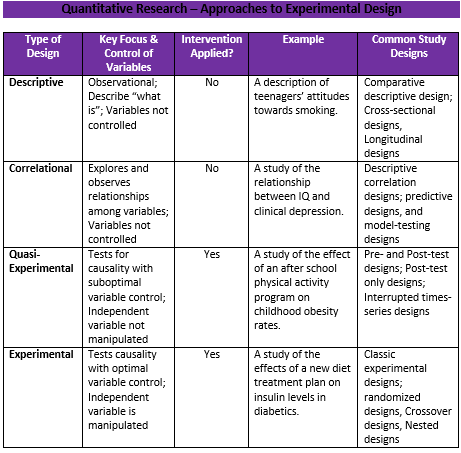 Quantitative Research – Approaches to Experimental Design
Type of
Design
Key Focus &
Control of
Variables
Intervention
Applied?
Example
Common Study
Designs
Descriptive
Observational;
Describe "what
is"; Variables not
controlled
No
A description of
teenagers' attitudes
towards smoking.
Comparative
descriptive design;
Cross-sectional
designs,
Longitudinal
designs
Correlational
Explores and
observes
relationships
among variables;
Variables not
controlled
No
A study of the
relationship
between IQ and
clinical depression.
Descriptive
correlation
designs; predictive
designs, and
model-testing
designs
Quasi-
Experimental
Tests for
causality with
suboptimal
variable control;
Independent
variable not
manipulated
Yes
A study of the effect
of an after school
physical activity
program on
childhood obesity
rates.
Pre- and Post-test
designs; Post-test
only designs;
Interrupted times-
series designs
Experimental
Tests causality
with optimal
variable control;
Independent
variable is
manipulated
Yes
A study of the
effects of a new diet
treatment plan on
insulin levels in
diabetics.
Classic
experimental
designs;
randomized
designs, Crossover
designs, Nested
designs